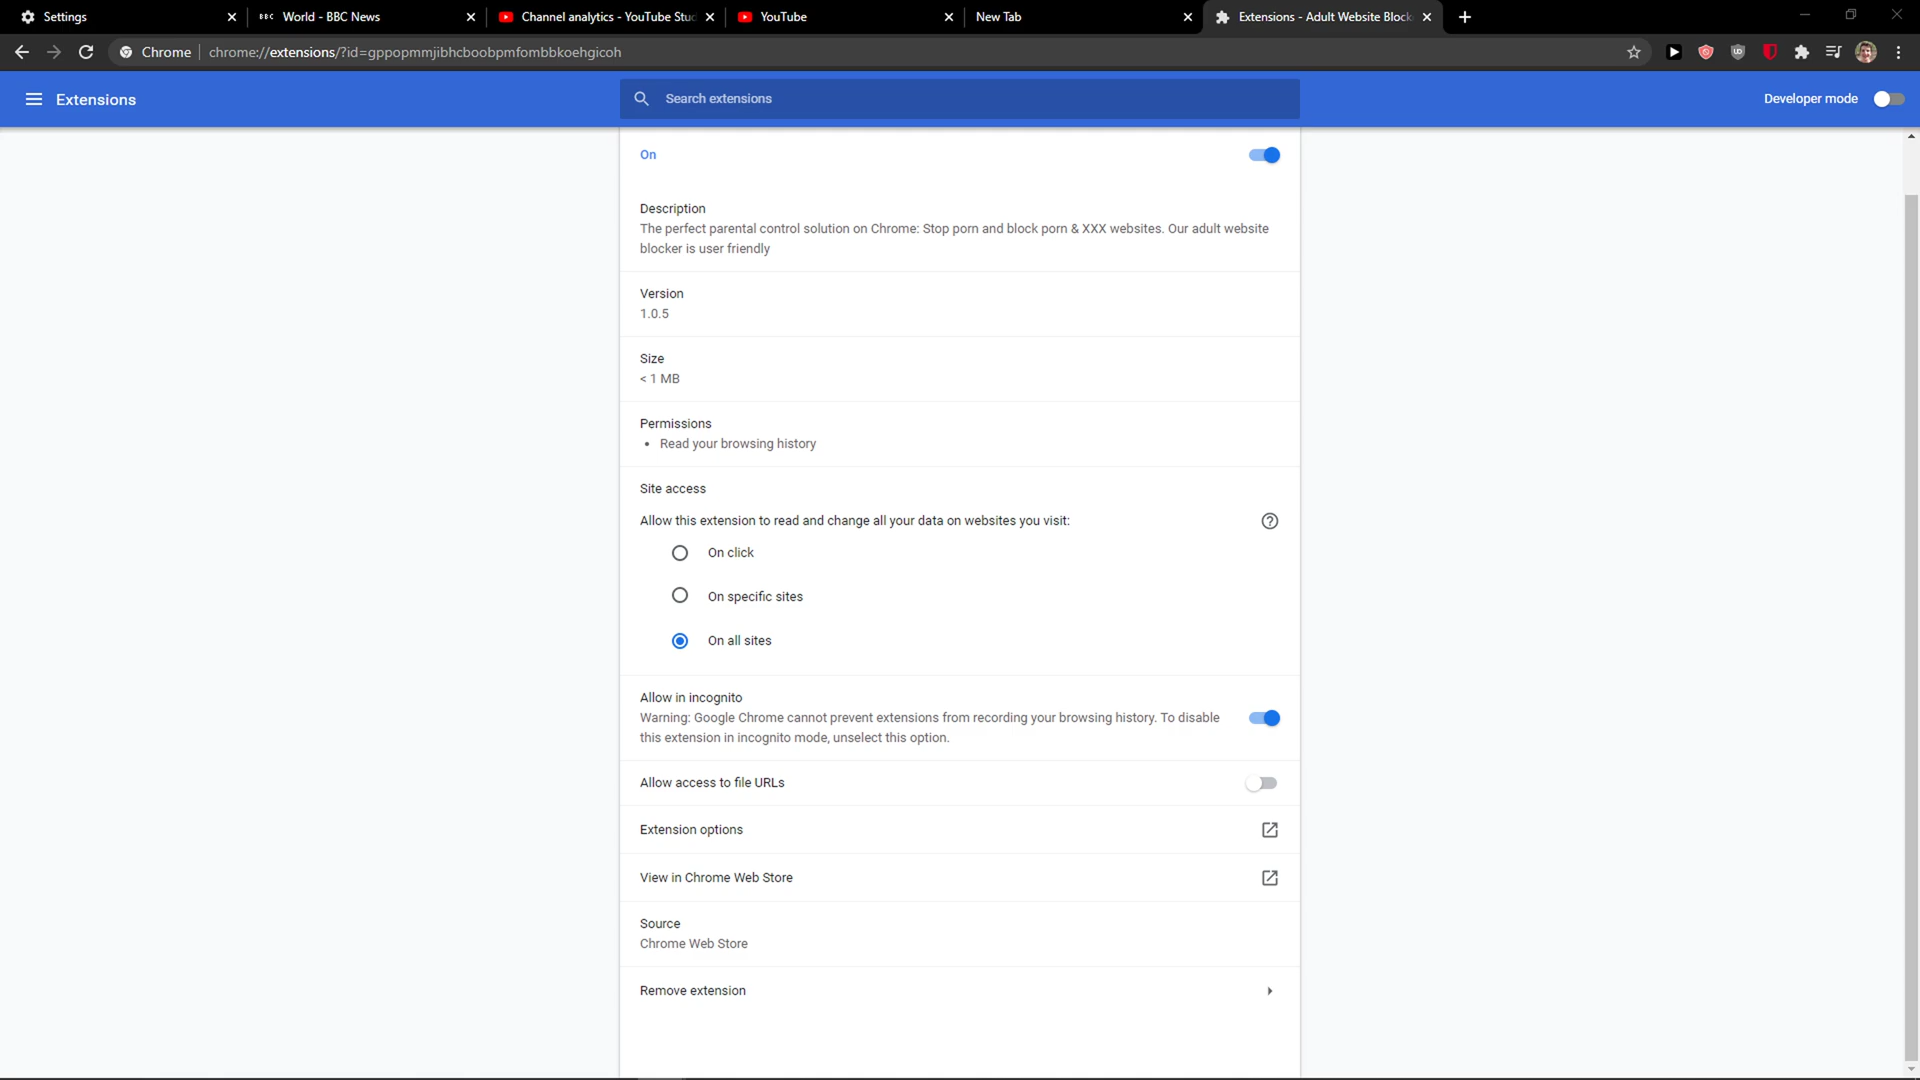 Settings
BBC World - BBC News
Channel analytics - YouTube Stud
YouTube
New Tab
Extensions - Adult Website Block
Chrome chrome://extensions/?id=gppopmmjibhcboobpmfombbkoehgicoh
Extensions
Search extensions
Developer mode
On
Description
The perfect parental control solution on Chrome: Stop porn and block porn & XXX websites. Our adult website
blocker is user friendly
Version
1.0.5
Size
< 1 MB
Permissions
• Read your browsing history
Site access
Allow this extension to read and change all your data on websites you visit:
On click
On specific sites
On all sites
Allow in incognito
Warning: Google Chrome cannot prevent extensions from recording your browsing history. To disable
this extension in incognito mode, unselect this option.
Allow access to file URLs
Extension options
View in Chrome Web Store
Source
Chrome Web Store
Remove extension